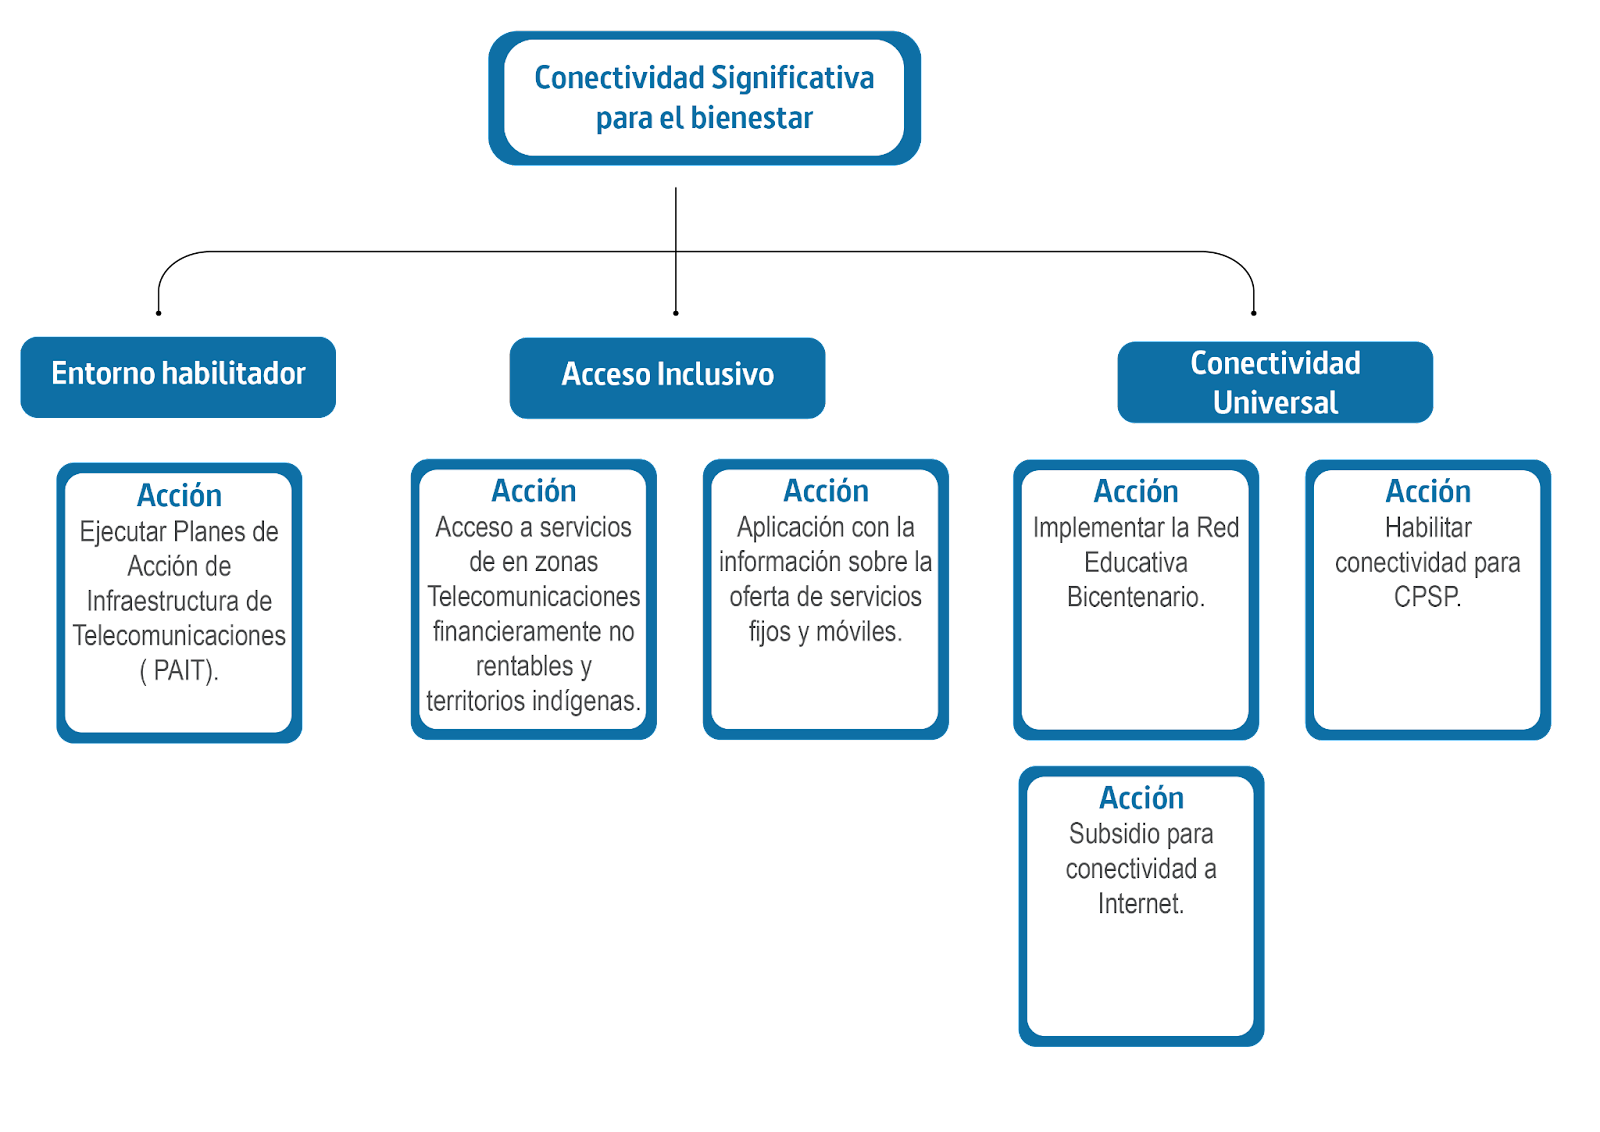 Conectividad Significativa
para el bienestar
Entorno habilitador
Acceso Inclusivo
Conectividad
Universal
Acción
Ejecutar Planes de
Acción de
Infraestructura de
Telecomunicaciones
( PAIT).
Acción
Acceso a servicios
de en zonas
Telecomunicaciones
financieramente no
rentables y
territorios indígenas.
Acción
Aplicación con la
información sobre la
oferta de servicios
fijos y móviles.
Acción
Implementar la Red
Educativa
Bicentenario.
Acción
Habilitar
conectividad para
CPSP.
Acción
Subsidio para
conectividad a
Internet.